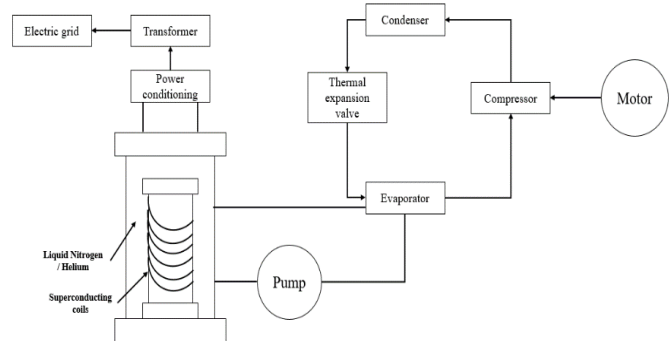 Electric grid
Transformer
Condenser
Power
conditioning
Thermal
expansion
valve
Compressor
Motor
Evaporator
Liquid Nitrogen
/ Helium
Superconducting
coils
Pump